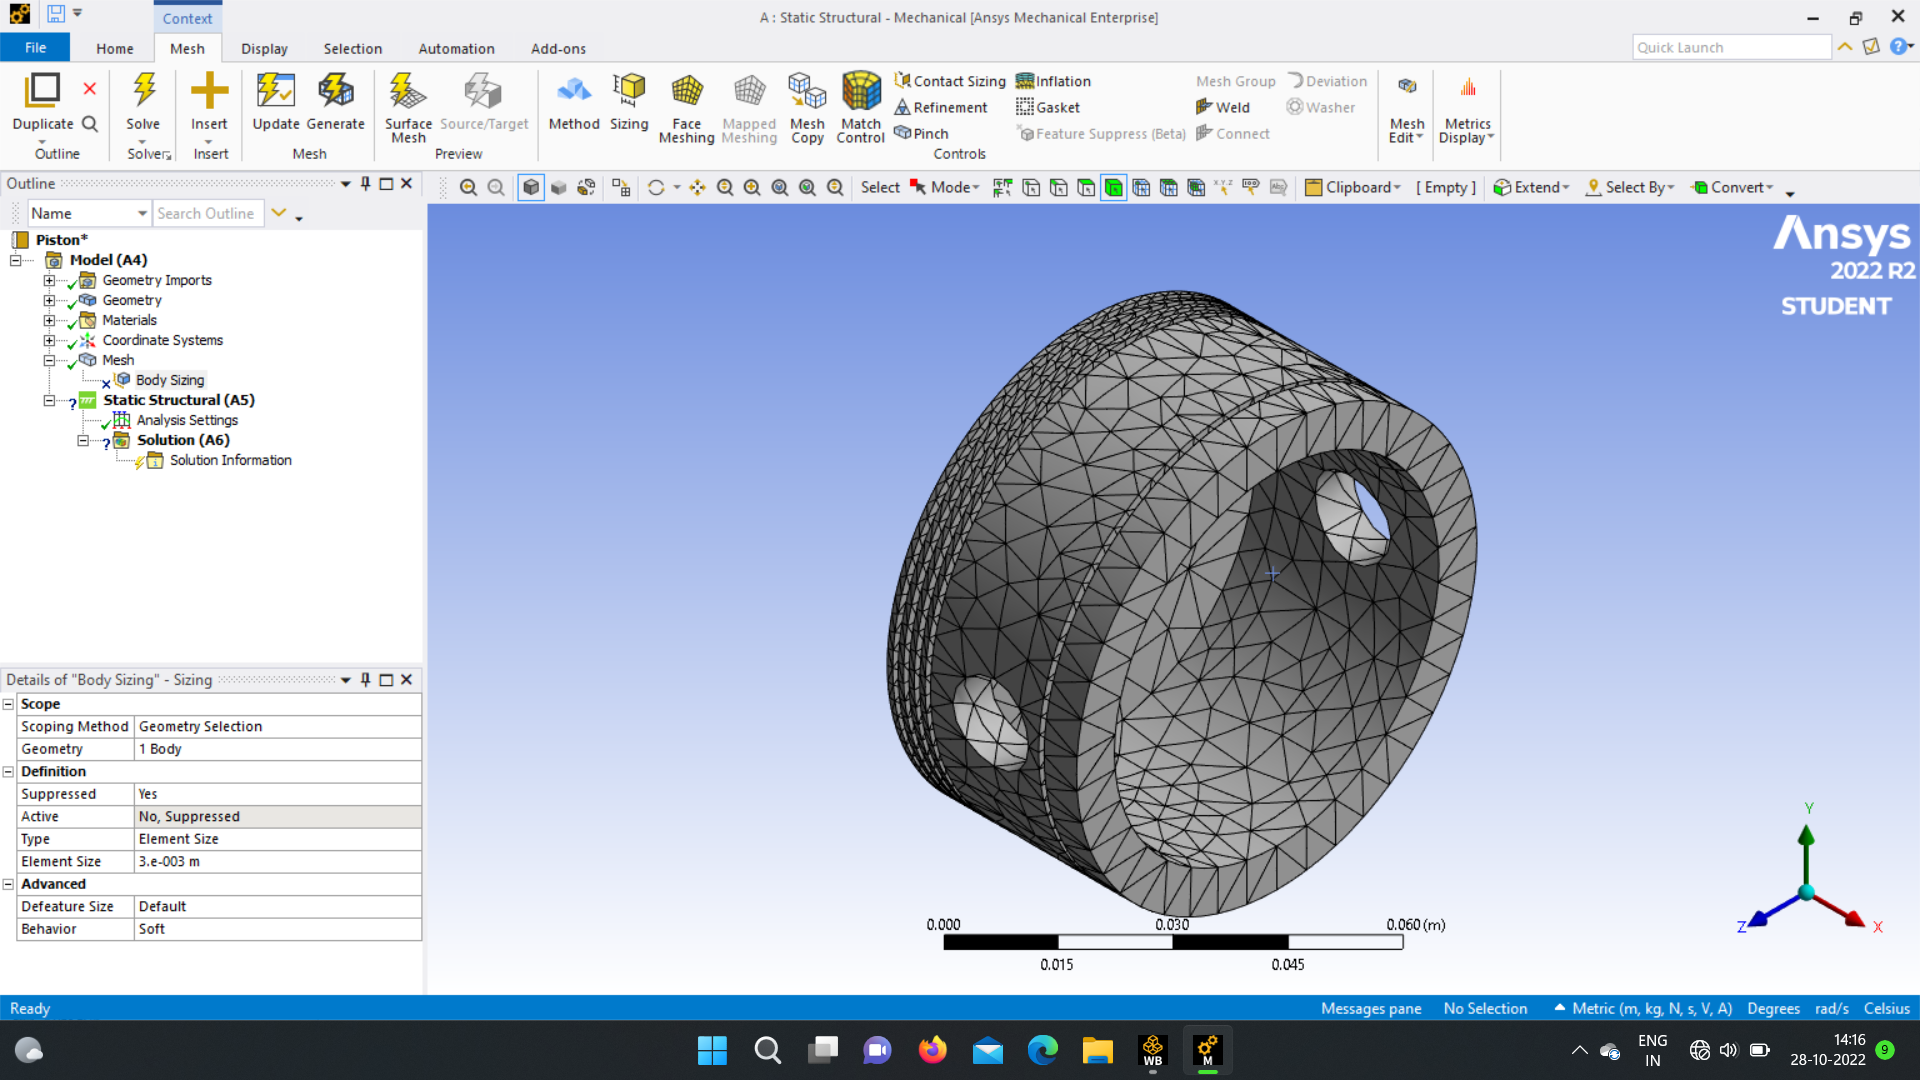 Context
A : Static Structural - Mechanical [Ansys Mechanical Enterprise]
File Home Mesh Display Selection Automation Add-ons
Quick Launch
Duplicate
Outline
Solve
Solver
Insert
Insert
Update Generate
Mesh
Surface Mesh
Source/Target
Preview
Method Sizing
Face Meshing
Mapped Meshing
Mesh Copy
Match Control
Contact Sizing
Refinement
Pinch
Inflation
Gasket
Feature Suppress (Beta)
Mesh Group
Weld
Connect
Deviation
Washer
Controls
Mesh Edit
Metrics Display
Outline
Name Search Outline
Select Mode
X,Y,Z
Clipboard [ Empty ] Extend Select By Convert
Piston*
Model (A4)
Geometry Imports
Geometry
Materials
Coordinate Systems
Mesh
Body Sizing
Static Structural (A5)
Analysis Settings
Solution (A6)
Solution Information
Details of "Body Sizing" - Sizing
Scope
Scoping Method Geometry Selection
Geometry 1 Body
Definition
Suppressed Yes
Active No, Suppressed
Type Element Size
Element Size 3.e-003 m
Advanced
Defeature Size Default
Behavior Soft
Ansys
2022 R2
STUDENT
0.000 0.030 0.060 (m)
0.015 0.045
Y
Z
X
Ready
Messages pane No Selection Metric (m, kg, N, s, V, A) Degrees rad/s Celsius
WB
M
ENG
IN
14:16
28-10-2022
9